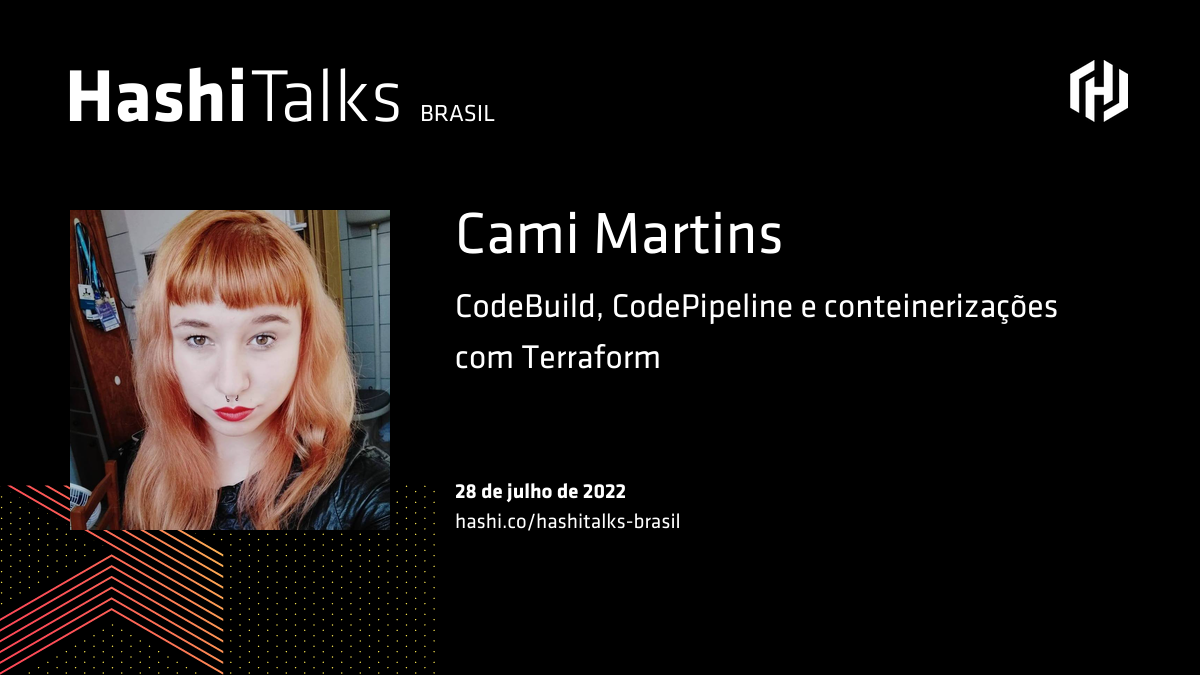 HashiTalks BRASIL
Cami Martins
CodeBuild, CodePipeline e conteinerizações
com Terraform
28 de julho de 2022
hashi.co/hashitalks-brasil